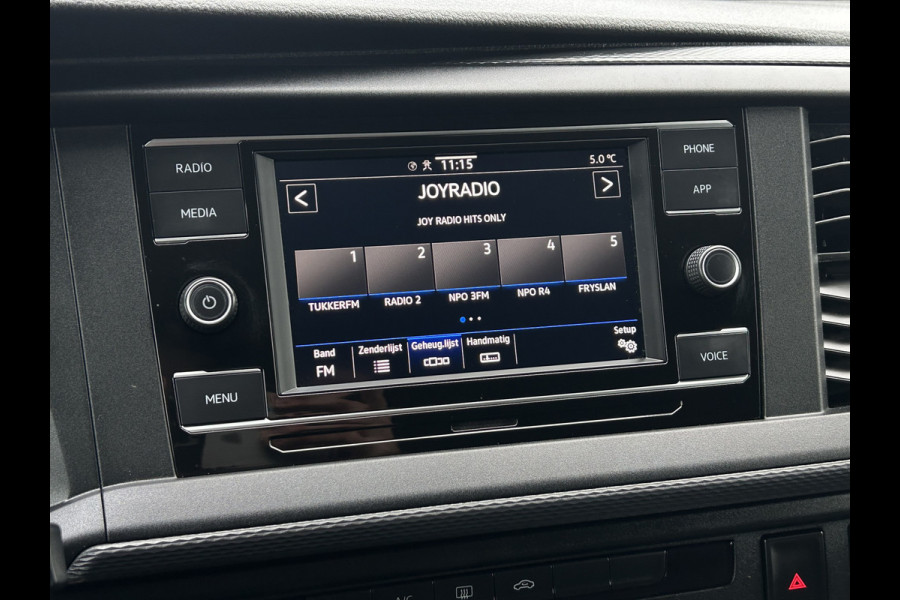 RADIO
MEDIA
MENU
11:15
5.0 °C
<
JOYRADIO
>
JOY RADIO HITS ONLY
1 2 3 4 5
TUKKERFM RADIO 2 NPO 3FM NPO R4 FRYSLAN
Band Zenderlijst Geheug.lijst Handmatig Setup
FM
PHONE
APP
VOICE
A/C